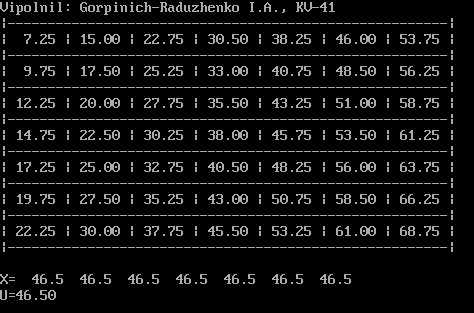 Vipolnil: Gorpinich-Raduzhenko I.A., KV-41
¦ 7.25 ¦ 15.00 ¦ 22.75 ¦ 30.50 ¦ 38.25 ¦ 46.00 ¦ 53.75 ¦
¦ 9.75 ¦ 17.50 ¦ 25.25 ¦ 33.00 ¦ 40.75 ¦ 48.50 ¦ 56.25 ¦
¦ 12.25 ¦ 20.00 ¦ 27.75 ¦ 35.50 ¦ 43.25 ¦ 51.00 ¦ 58.75 ¦
¦ 14.75 ¦ 22.50 ¦ 30.25 ¦ 38.00 ¦ 45.75 ¦ 53.50 ¦ 61.25 ¦
¦ 17.25 ¦ 25.00 ¦ 32.75 ¦ 40.50 ¦ 48.25 ¦ 56.00 ¦ 63.75 ¦
¦ 19.75 ¦ 27.50 ¦ 35.25 ¦ 43.00 ¦ 50.75 ¦ 58.50 ¦ 66.25 ¦
¦ 22.25 ¦ 30.00 ¦ 37.75 ¦ 45.50 ¦ 53.25 ¦ 61.00 ¦ 68.75 ¦
X= 46.5 46.5 46.5 46.5 46.5 46.5 46.5
U=46.50